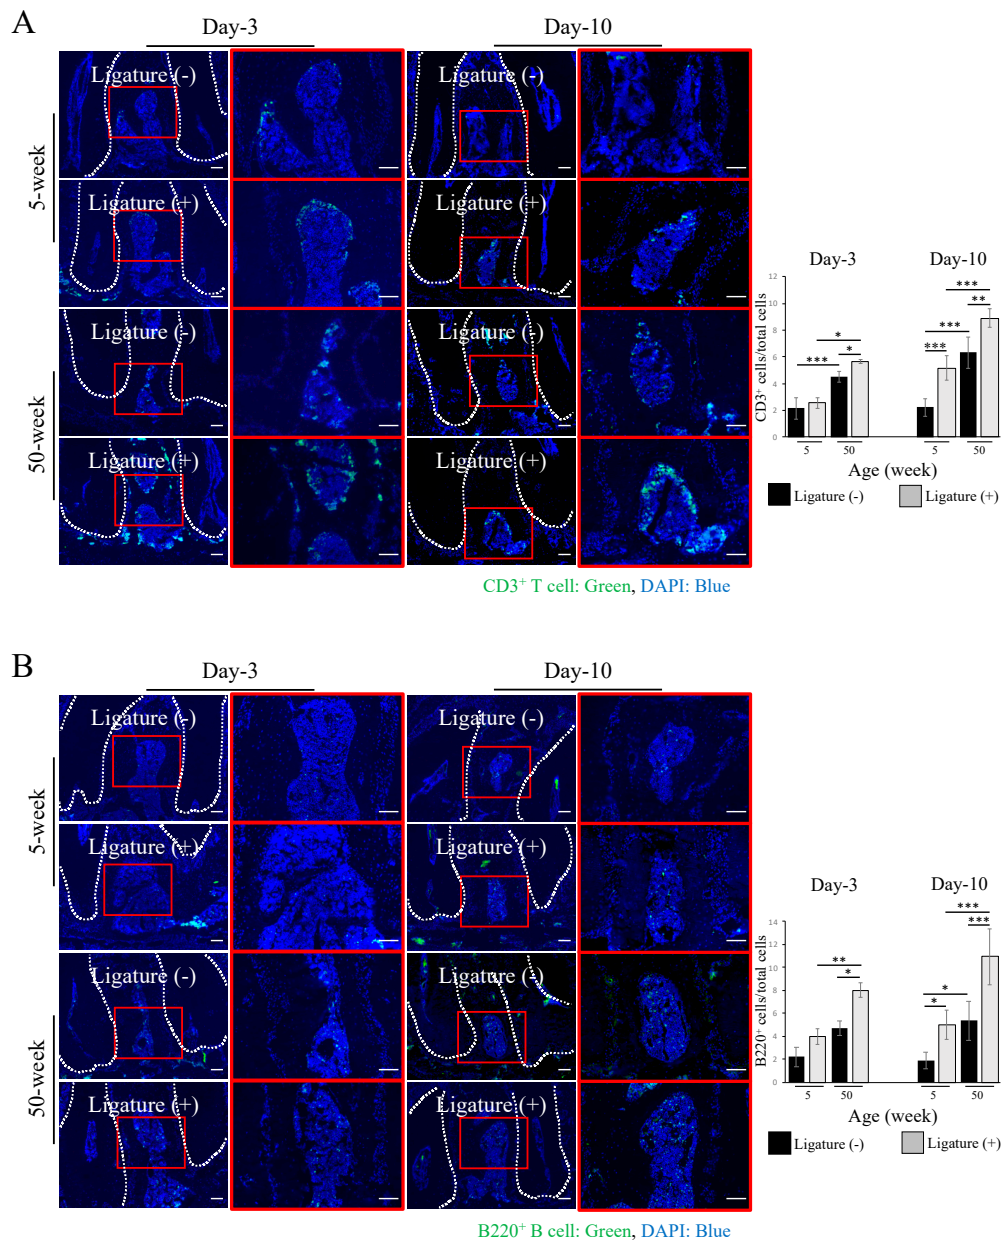 A
Day-3
Day-10
5-week
50-week
Ligature (-)
Ligature (-)
Ligature (+)
Ligature (+)
Ligature (-)
Ligature (-)
Ligature (+)
Ligature (+)
CD3⁺ T cell: Green, DAPI: Blue
Day-3
Day-10
CD3⁺ cells/total cells
12
10
8
6
4
2
0
***
*
*
***
***
***
**
5
50
5
50
Age (week)
Ligature (-)
Ligature (+)
B
Day-3
Day-10
5-week
50-week
Ligature (-)
Ligature (-)
Ligature (+)
Ligature (+)
Ligature (-)
Ligature (-)
Ligature (+)
Ligature (+)
B220⁺ B cell: Green, DAPI: Blue
Day-3
Day-10
B220⁺ cells/total cells
14
12
10
8
6
4
2
0
**
*
*
*
***
***
5
50
5
50
Age (week)
Ligature (-)
Ligature (+)